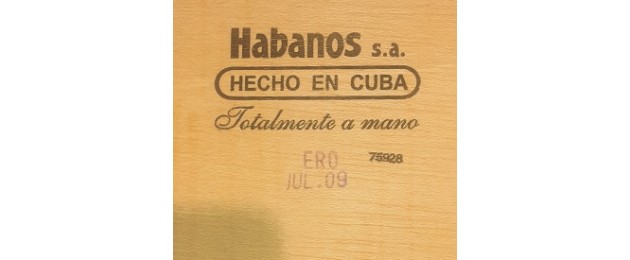 Habanos s.a.
HECHO EN CUBA
Totalmente a mano
ERO 75928
JUL.09